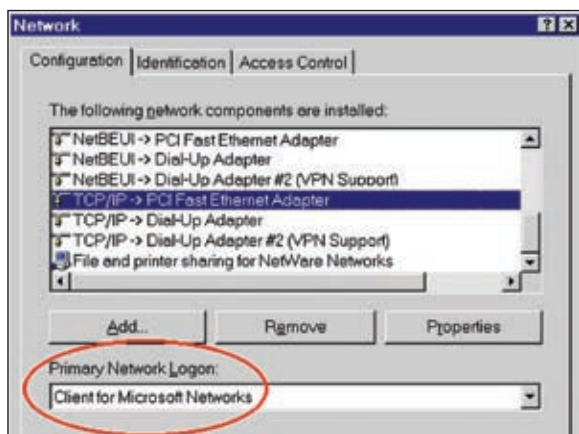 Network
Configuration Identification Access Control
The following network components are installed:
NetBEUI -> PCI Fast Ethernet Adapter
NetBEUI -> Dial-Up Adapter
NetBEUI -> Dial-Up Adapter #2 (VPN Support)
TCP/IP -> PCI Fast Ethernet Adapter
TCP/IP -> Dial-Up Adapter
TCP/IP -> Dial-Up Adapter #2 (VPN Support)
File and printer sharing for NetWare Networks
Add... Remove Properties
Primary Network Logon:
Client for Microsoft Networks